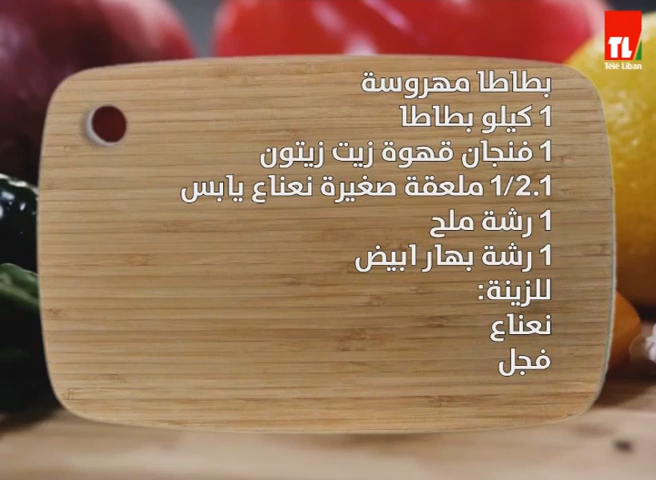 TL
Télé Liban
بطاطا مهروسة
1 كيلو بطاطا
1 فنجان قهوة زيت زيتون
1/2.1 ملعقة صغيرة نعناع يابس
1 رشة ملح
1 رشة بهار ابيض
للزينة:
نعناع
فجل